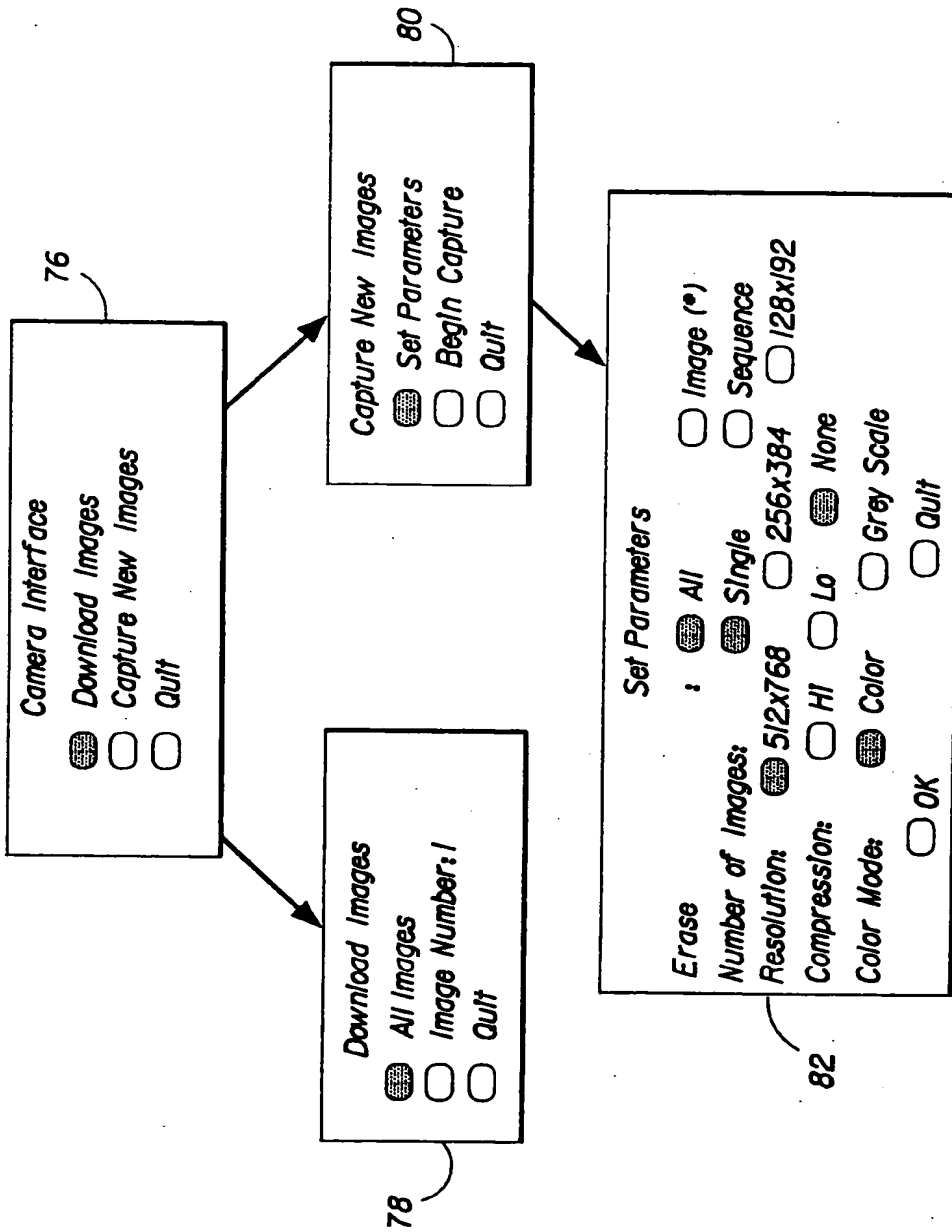 76
Camera Interface
Download Images
Capture New Images
Quit
78
Download Images
All Images
Image Number: 1
Quit
80
Capture New Images
Set Parameters
Begin Capture
Quit
82
Set Parameters
Erase : All Image (*)
Number of Images: Single Sequence
Resolution: 512x768 256x384 128x192
Compression: Hi Lo None
Color Mode: Color Grey Scale
OK Quit